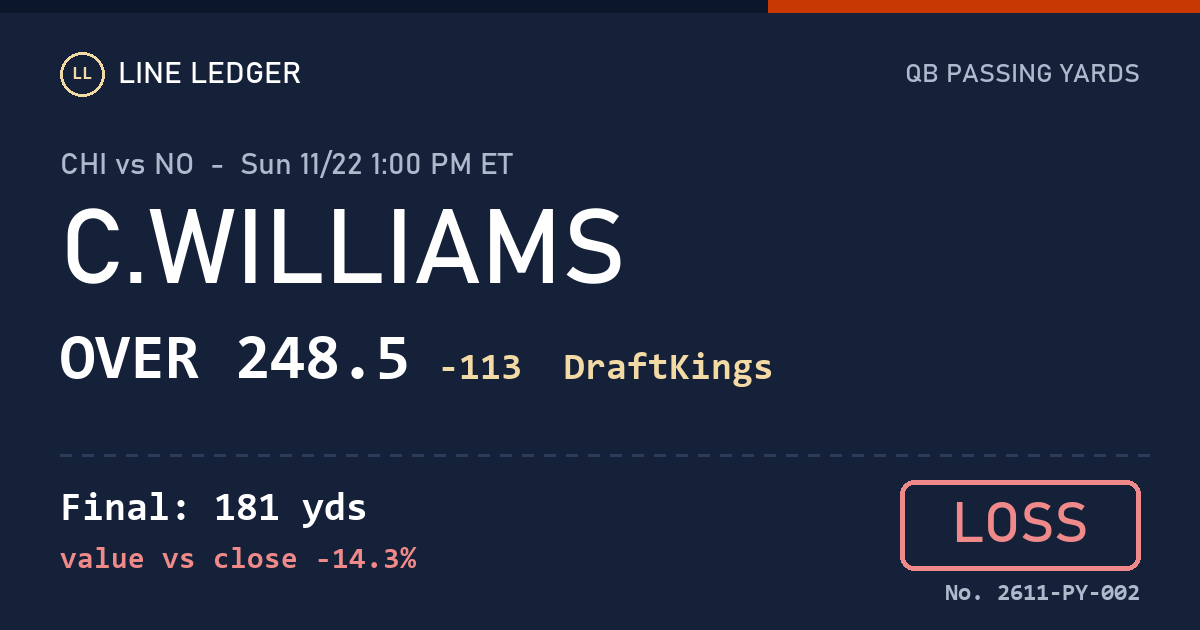 LL LINE LEDGER
QB PASSING YARDS
CHI vs NO - Sun 11/22 1:00 PM ET
C.WILLIAMS
OVER 248.5 -113 DraftKings
Final: 181 yds
value vs close -14.3%
LOSS
No. 2611-PY-002